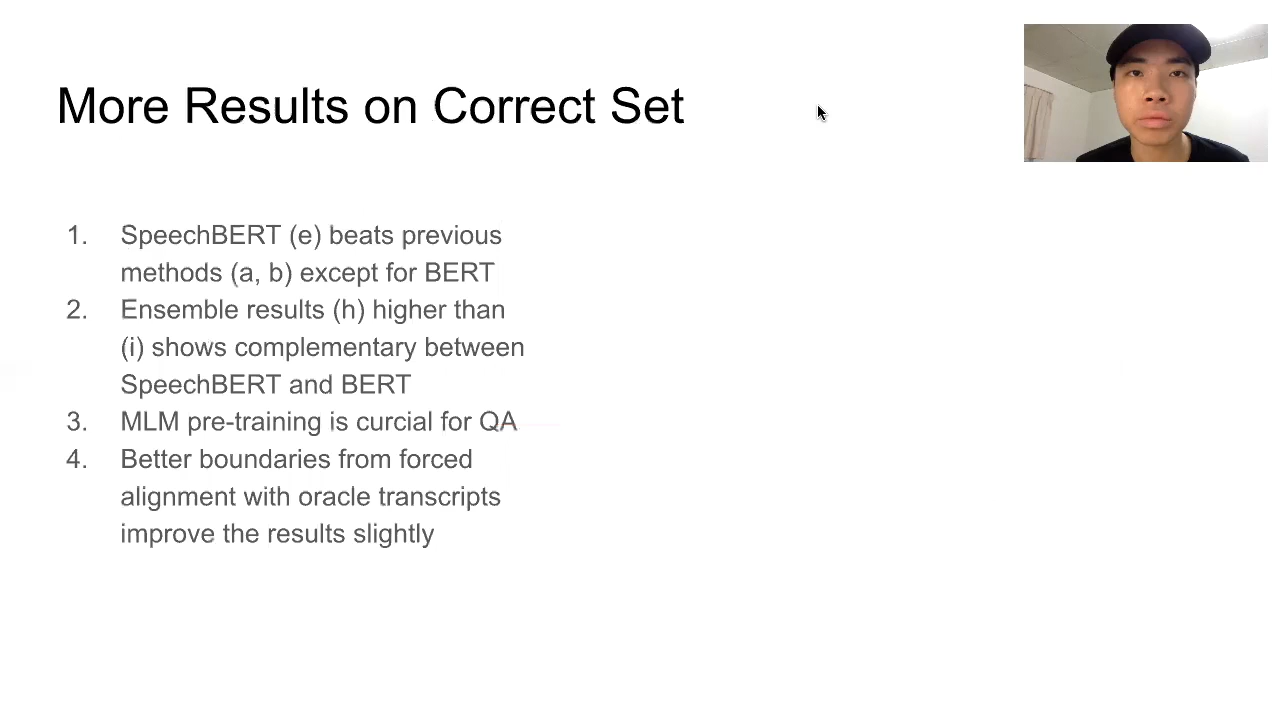 More Results on Correct Set
1. SpeechBERT (e) beats previous
methods (a, b) except for BERT
2. Ensemble results (h) higher than
(i) shows complementary between
SpeechBERT and BERT
3. MLM pre-training is curcial for QA
4. Better boundaries from forced
alignment with oracle transcripts
improve the results slightly